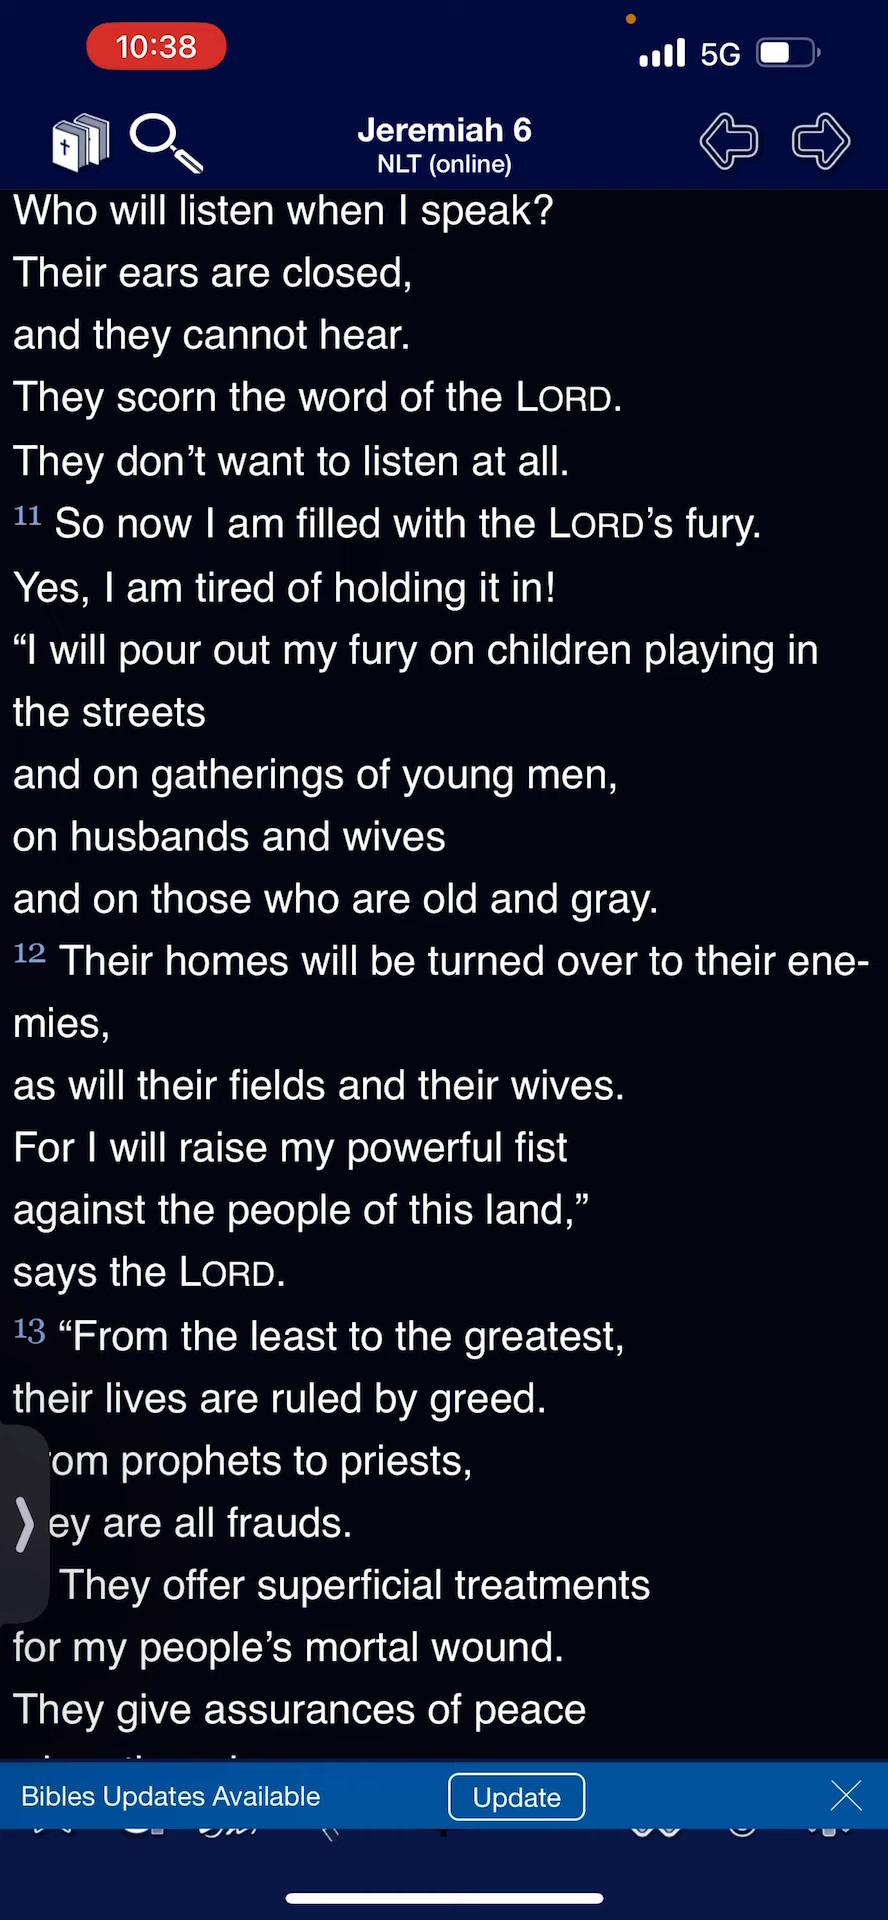 10:38
5G
Jeremiah 6
NLT (online)
Who will listen when I speak?
Their ears are closed,
and they cannot hear.
They scorn the word of the LORD.
They don’t want to listen at all.
11 So now I am filled with the LORD’s fury.
Yes, I am tired of holding it in!
“I will pour out my fury on children playing in
the streets
and on gatherings of young men,
on husbands and wives
and on those who are old and gray.
12 Their homes will be turned over to their ene-
mies,
as will their fields and their wives.
For I will raise my powerful fist
against the people of this land,”
says the LORD.
13 “From the least to the greatest,
their lives are ruled by greed.
rom prophets to priests,
ey are all frauds.
They offer superficial treatments
for my people’s mortal wound.
They give assurances of peace
Bibles Updates Available
Update